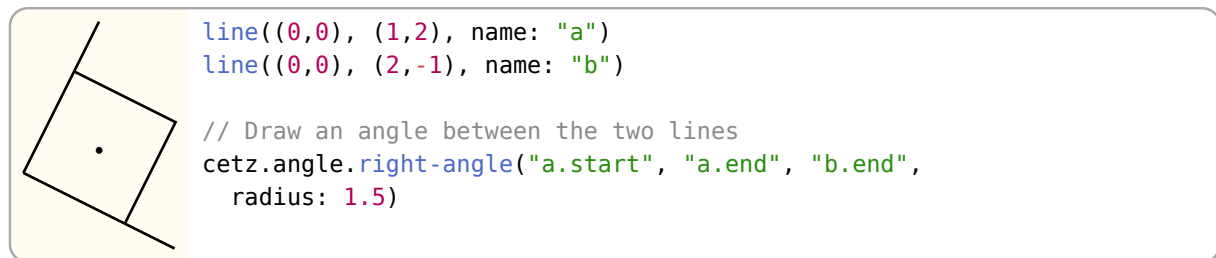 line((0,0), (1,2), name: "a")
line((0,0), (2,-1), name: "b")

// Draw an angle between the two lines
cetz.angle.right-angle("a.start", "a.end", "b.end",
  radius: 1.5)